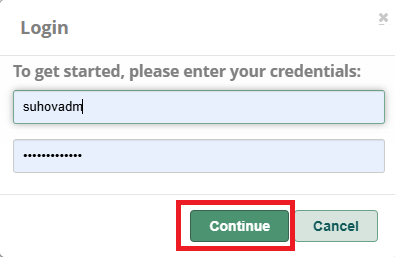 Login
×
To get started, please enter your credentials:
suhovadm
•••••••••••••
Continue
Cancel